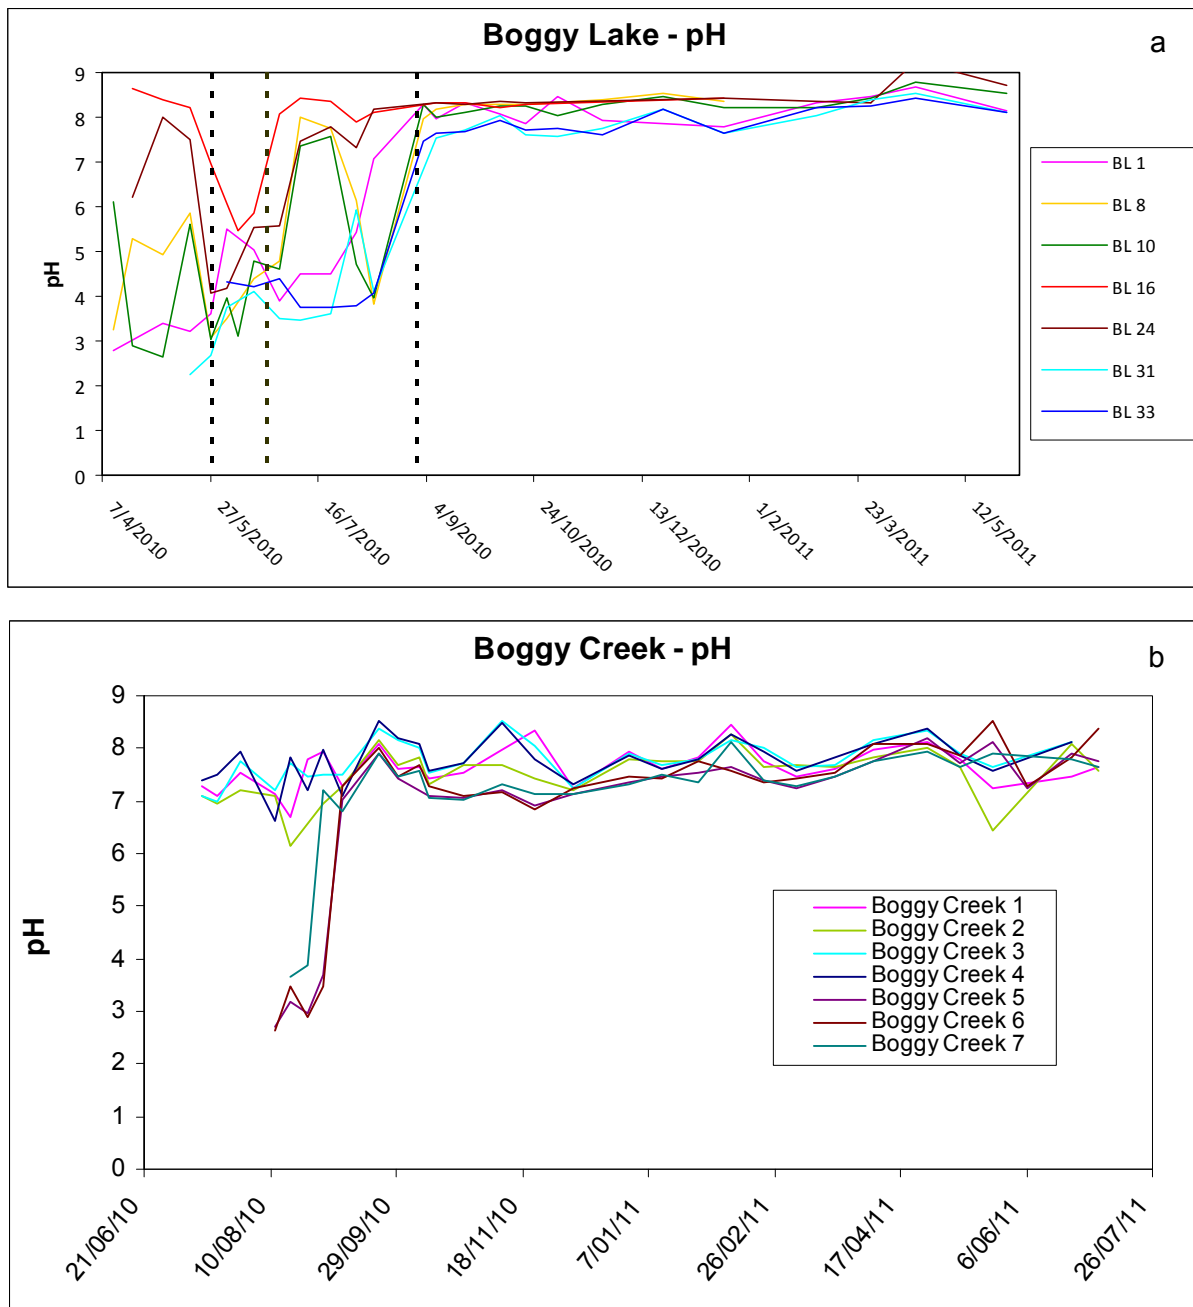 Boggy Lake - pH
a
9
8
7
6
5
4
3
2
1
0
pH
7/4/2010
27/5/2010
16/7/2010
4/9/2010
24/10/2010
13/12/2010
1/2/2011
23/3/2011
12/5/2011
BL 1
BL 8
BL 10
BL 16
BL 24
BL 31
BL 33
Boggy Creek - pH
b
9
8
7
6
5
4
3
2
1
0
pH
21/06/10
10/08/10
29/09/10
18/11/10
7/01/11
26/02/11
17/04/11
6/06/11
26/07/11
Boggy Creek 1
Boggy Creek 2
Boggy Creek 3
Boggy Creek 4
Boggy Creek 5
Boggy Creek 6
Boggy Creek 7